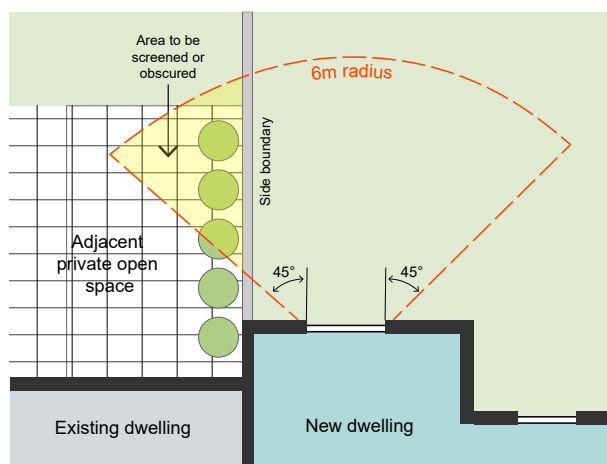 Area to be
screened or
obscured
6m radius
Side boundary
Adjacent
private open
space
45°
45°
Existing dwelling
New dwelling